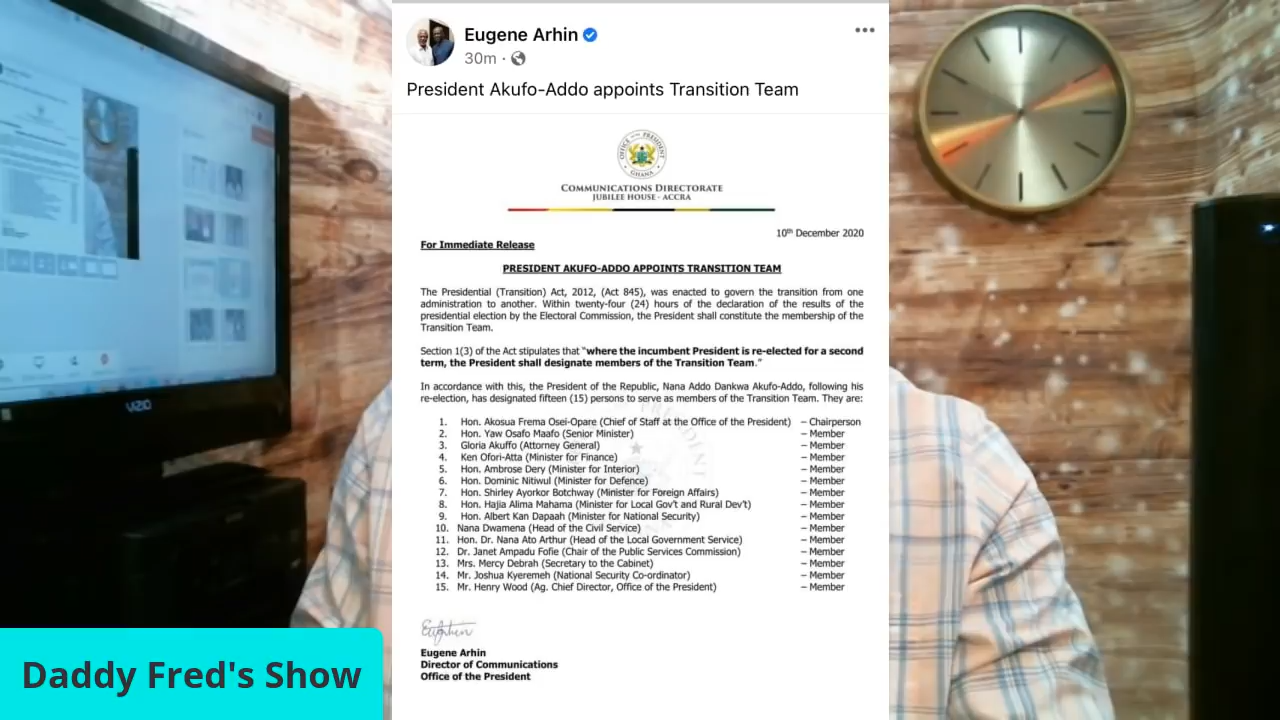 Eugene Arhin
30m ·
President Akufo-Addo appoints Transition Team
OFFICE OF THE PRESIDENT
GHANA
COMMUNICATIONS DIRECTORATE
JUBILEE HOUSE - ACCRA
10th December 2020
For Immediate Release
PRESIDENT AKUFO-ADDO APPOINTS TRANSITION TEAM
The Presidential (Transition) Act, 2012, (Act 845), was enacted to govern the transition from one
administration to another. Within twenty-four (24) hours of the declaration of the results of the
presidential election by the Electoral Commission, the President shall constitute the membership of the
Transition Team.
Section 1(3) of the Act stipulates that "where the incumbent President is re-elected for a second
term, the President shall designate members of the Transition Team."
In accordance with this, the President of the Republic, Nana Addo Dankwa Akufo-Addo, following his
re-election, has designated fifteen (15) persons to serve as members of the Transition Team. They are:
1. Hon. Akosua Frema Osei-Opare (Chief of Staff at the Office of the President) – Chairperson
2. Hon. Yaw Osafo Maafo (Senior Minister) – Member
3. Gloria Akuffo (Attorney General) – Member
4. Ken Ofori-Atta (Minister for Finance) – Member
5. Hon. Ambrose Dery (Minister for Interior) – Member
6. Hon. Dominic Nitiwul (Minister for Defence) – Member
7. Hon. Shirley Ayorkor Botchway (Minister for Foreign Affairs) – Member
8. Hon. Hajia Alima Mahama (Minister for Local Gov't and Rural Dev't) – Member
9. Hon. Albert Kan Dapaah (Minister for National Security) – Member
10. Nana Dwamena (Head of the Civil Service) – Member
11. Hon. Dr. Nana Ato Arthur (Head of the Local Government Service) – Member
12. Dr. Janet Ampadu Fofie (Chair of the Public Services Commission) – Member
13. Mrs. Mercy Debrah (Secretary to the Cabinet) – Member
14. Mr. Joshua Kyeremeh (National Security Co-ordinator) – Member
15. Mr. Henry Wood (Ag. Chief Director, Office of the President) – Member
Eugene Arhin
Director of Communications
Office of the President
VIZIO
Daddy Fred's Show